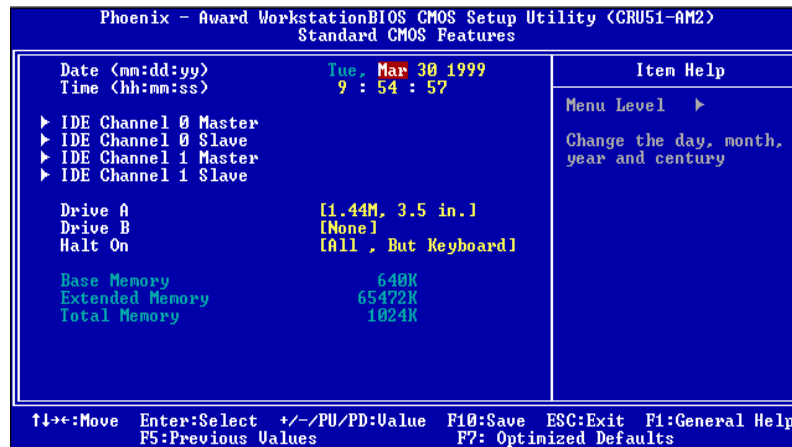 Phoenix - Award WorkstationBIOS CMOS Setup Utility (CRU51-AM2)
Standard CMOS Features
Date (mm:dd:yy) Tue, Mar 30 1999
Time (hh:mm:ss) 9 : 54 : 57
▶ IDE Channel 0 Master
▶ IDE Channel 0 Slave
▶ IDE Channel 1 Master
▶ IDE Channel 1 Slave
Drive A [1.44M, 3.5 in.]
Drive B [None]
Halt On [All , But Keyboard]
Base Memory 640K
Extended Memory 65472K
Total Memory 1024K
Item Help
Menu Level ▶
Change the day, month,
year and century
↑↓→←:Move Enter:Select +/-/PU/PD:Value F10:Save ESC:Exit F1:General Help
F5:Previous Values F7: Optimized Defaults